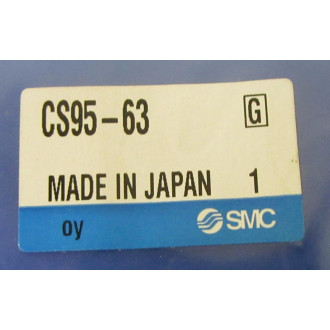 CS95-63 G
MADE IN JAPAN 1
oy SMC